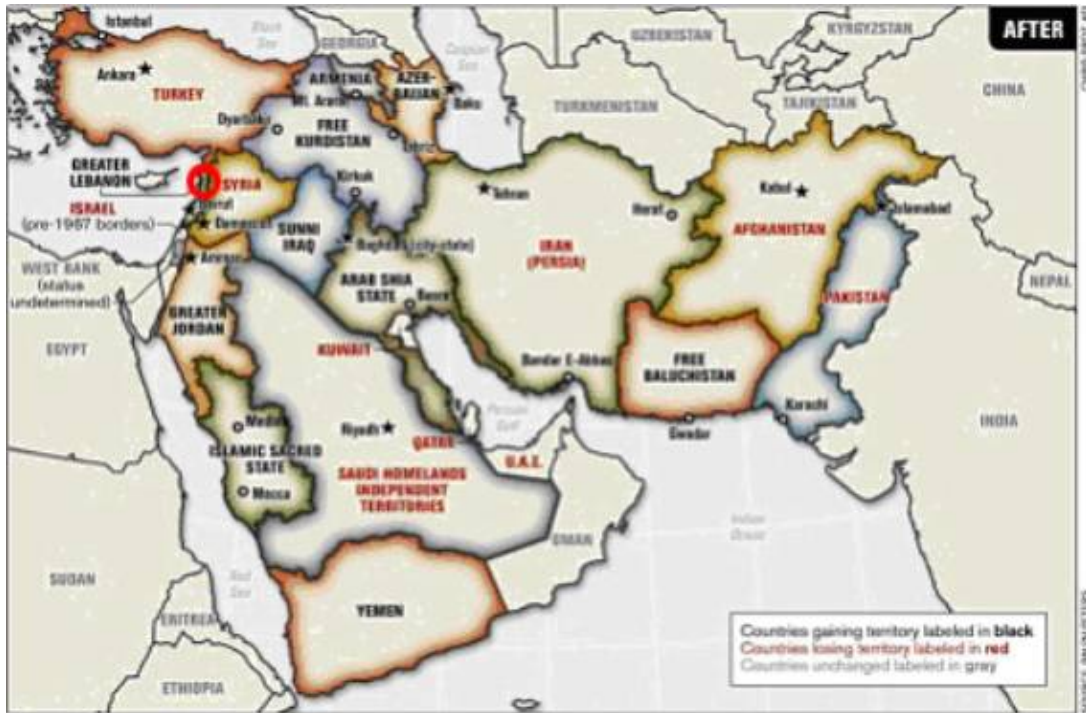 AFTER
Istanbul
Black
Sea
GEORGIA
Caspian
Sea
UZBEKISTAN
KYRGYZSTAN
Ankara
TURKEY
ARMENIA
Mt. Ararat
AZER-
BAIJAN
Baku
TURKMENISTAN
TAJIKISTAN
CHINA
Dyarbakir
FREE
KURDISTAN
Tabriz
GREATER
LEBANON
SYRIA
Kirkuk
Tehran
Herat
Kabul
Islamabad
ISRAEL
(pre-1967 borders)
Beirut
Damascus
SUNNI
IRAQ
Baghdad (city-state)
IRAN
(PERSIA)
AFGHANISTAN
WEST BANK
(status
undetermined)
Amman
ARAB SHIA
STATE
Basra
PAKISTAN
NEPAL
EGYPT
GREATER
JORDAN
KUWAIT
Bandar E-Abbas
FREE
BALUCHISTAN
Karachi
Gwadar
INDIA
Medina
ISLAMIC SACRED
STATE
Mecca
Riyadh
Persian
Gulf
QATAR
U.A.E.
SAUDI HOMELANDS
INDEPENDENT
TERRITORIES
OMAN
Indian
Ocean
Red
Sea
SUDAN
ERITREA
YEMEN
ETHIOPIA
Countries gaining territory labeled in black
Countries losing territory labeled in red
Countries unchanged labeled in gray